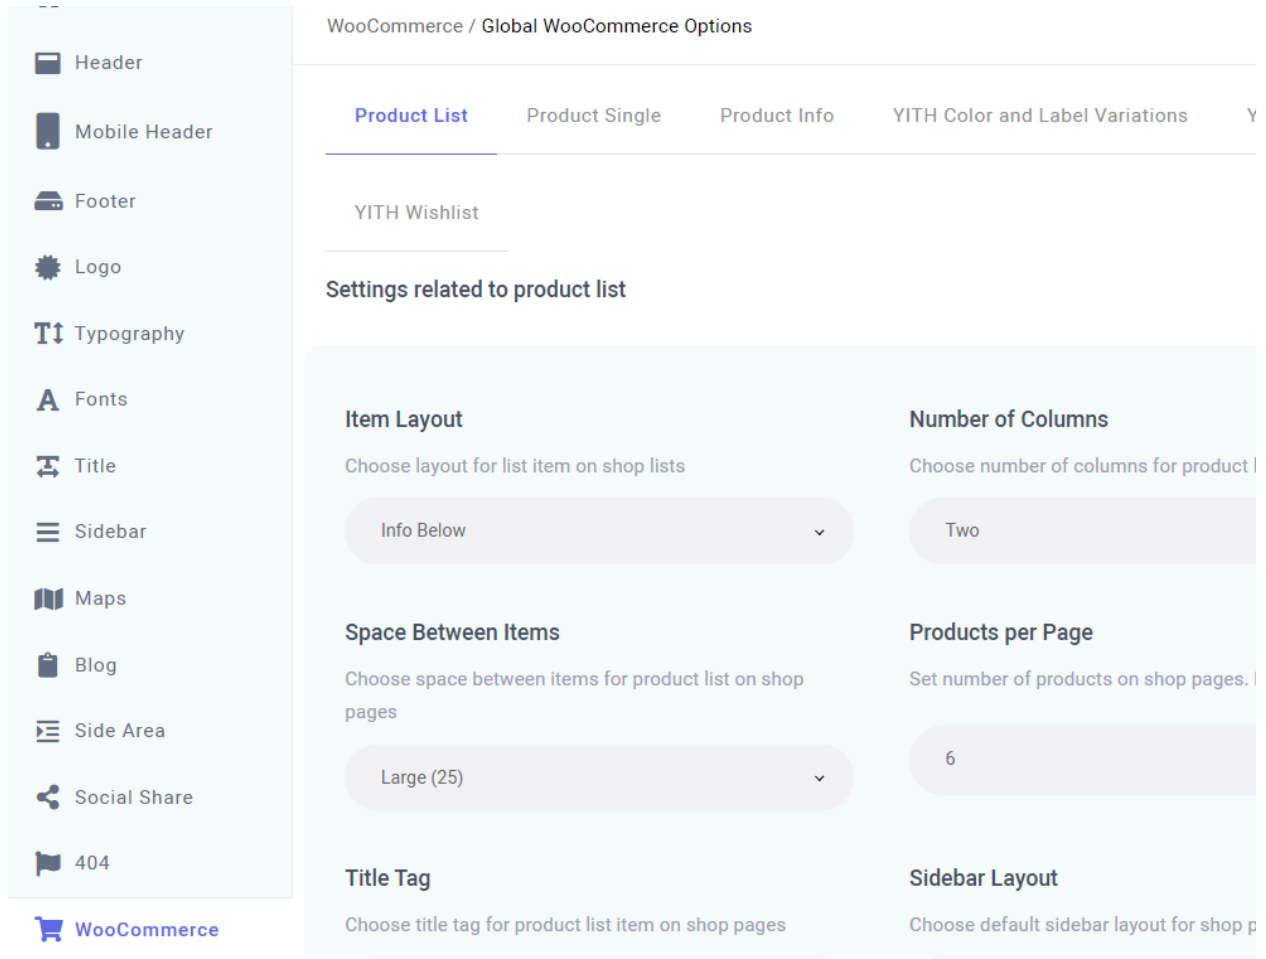 WooCommerce / Global WooCommerce Options
Header
Mobile Header
Footer
Logo
Typography
Fonts
Title
Sidebar
Maps
Blog
Side Area
Social Share
404
WooCommerce
Product List
Product Single
Product Info
YITH Color and Label Variations
YITH Wishlist
Settings related to product list
Item Layout
Choose layout for list item on shop lists
Info Below
Number of Columns
Choose number of columns for product
Two
Space Between Items
Choose space between items for product list on shop
pages
Large (25)
Products per Page
Set number of products on shop pages.
6
Title Tag
Choose title tag for product list item on shop pages
Sidebar Layout
Choose default sidebar layout for shop